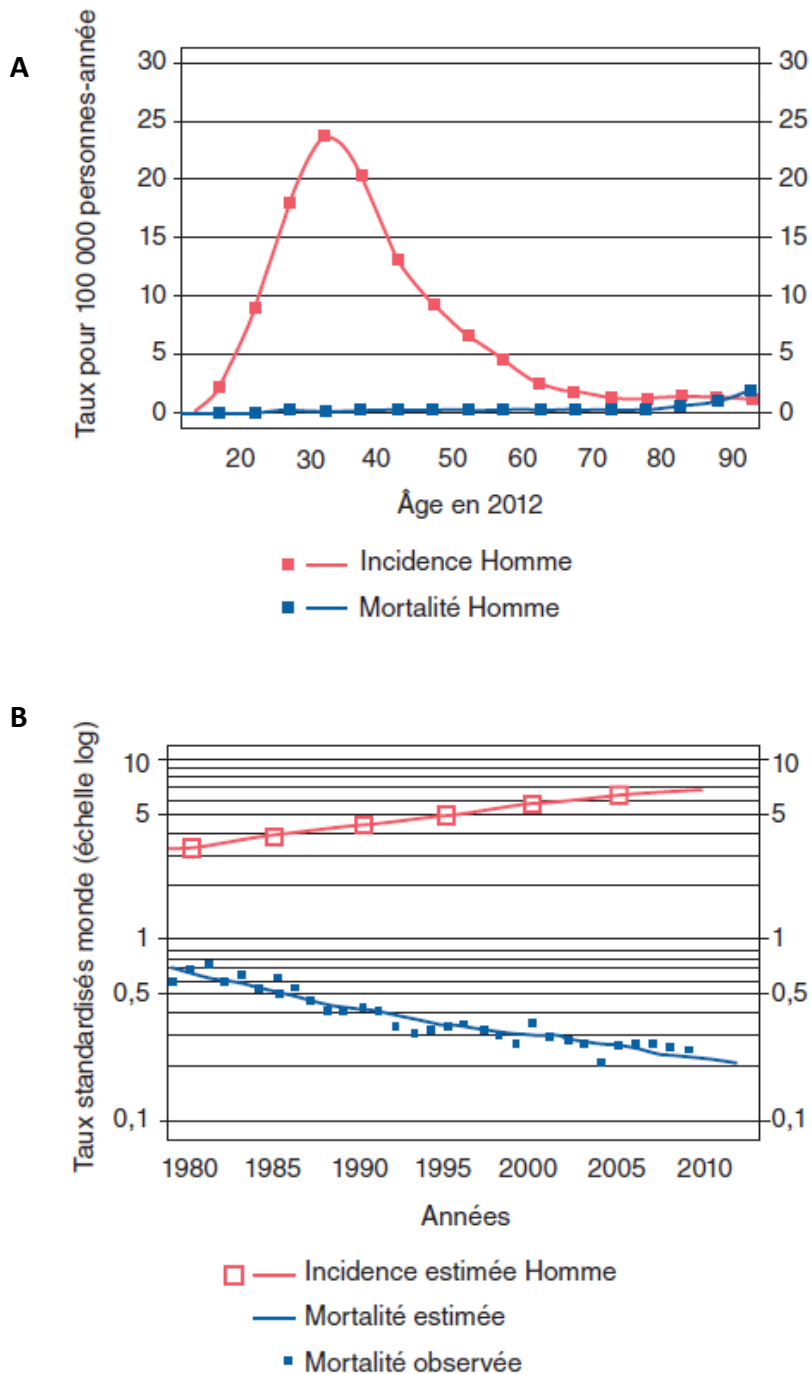 A
Taux pour 100 000 personnes-année
30 30
25 25
20 20
15 15
10 10
5 5
0 0
20 30 40 50 60 70 80 90
Âge en 2012
Incidence Homme
Mortalité Homme
B
Taux standardisés monde (échelle log)
10 10
5 5
1 1
0,5 0,5
0,1 0,1
1980 1985 1990 1995 2000 2005 2010
Années
Incidence estimée Homme
Mortalité estimée
Mortalité observée